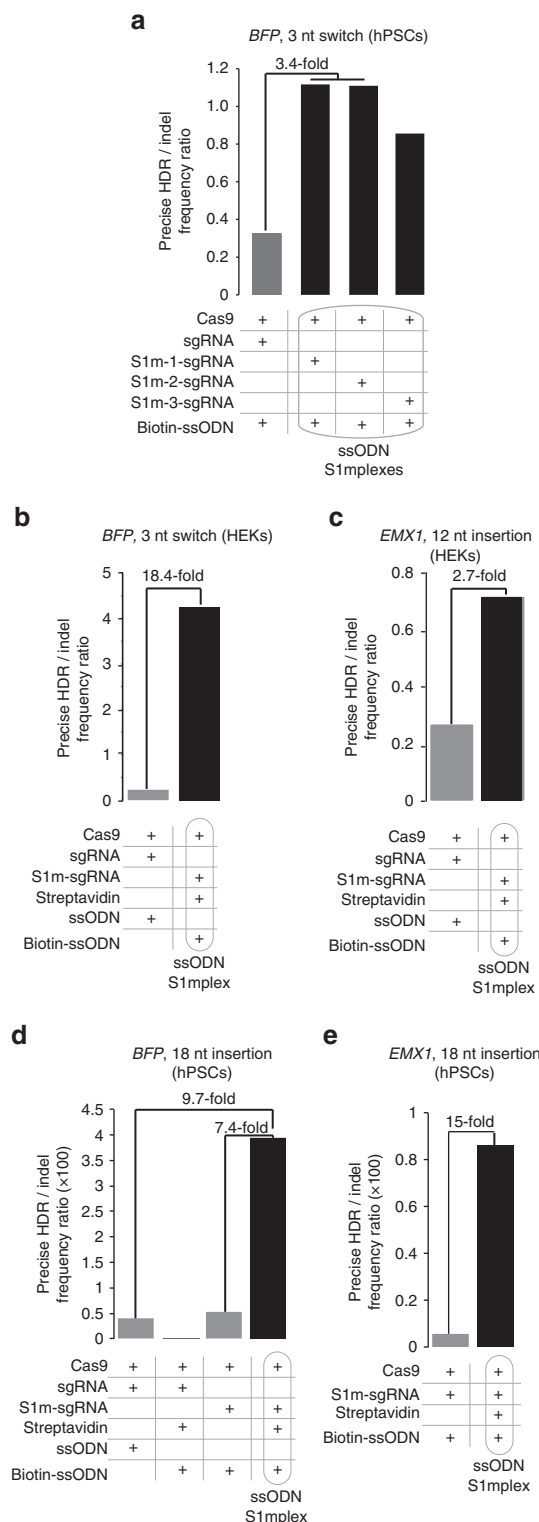 a
BFP, 3 nt switch (hPSCs)
3.4-fold
Precise HDR / indel
frequency ratio
1.2
1.0
0.8
0.6
0.4
0.2
0
Cas9 + + + +
sgRNA +
S1m-1-sgRNA +
S1m-2-sgRNA +
S1m-3-sgRNA +
Biotin-ssODN + + + +
ssODN
S1mplexes
b
BFP, 3 nt switch (HEKs)
18.4-fold
Precise HDR / indel
frequency ratio
5
4
3
2
1
0
Cas9 + +
sgRNA +
S1m-sgRNA +
Streptavidin +
ssODN +
Biotin-ssODN +
ssODN
S1mplex
c
EMX1, 12 nt insertion
(HEKs)
2.7-fold
Precise HDR / indel
frequency ratio
0.8
0.6
0.4
0.2
0
Cas9 + +
sgRNA +
S1m-sgRNA +
Streptavidin +
ssODN +
Biotin-ssODN +
ssODN
S1mplex
d
BFP, 18 nt insertion
(hPSCs)
9.7-fold
7.4-fold
Precise HDR / indel
frequency ratio (×100)
4.5
4
3.5
3
2.5
2
1.5
1
0.5
0
Cas9 + + + +
sgRNA + +
S1m-sgRNA + +
Streptavidin + +
ssODN +
Biotin-ssODN + + +
ssODN
S1mplex
e
EMX1, 18 nt insertion
(hPSCs)
15-fold
Precise HDR / indel
frequency ratio (×100)
1
0.8
0.6
0.4
0.2
0
Cas9 + +
S1m-sgRNA + +
Streptavidin +
Biotin-ssODN + +
ssODN
S1mplex